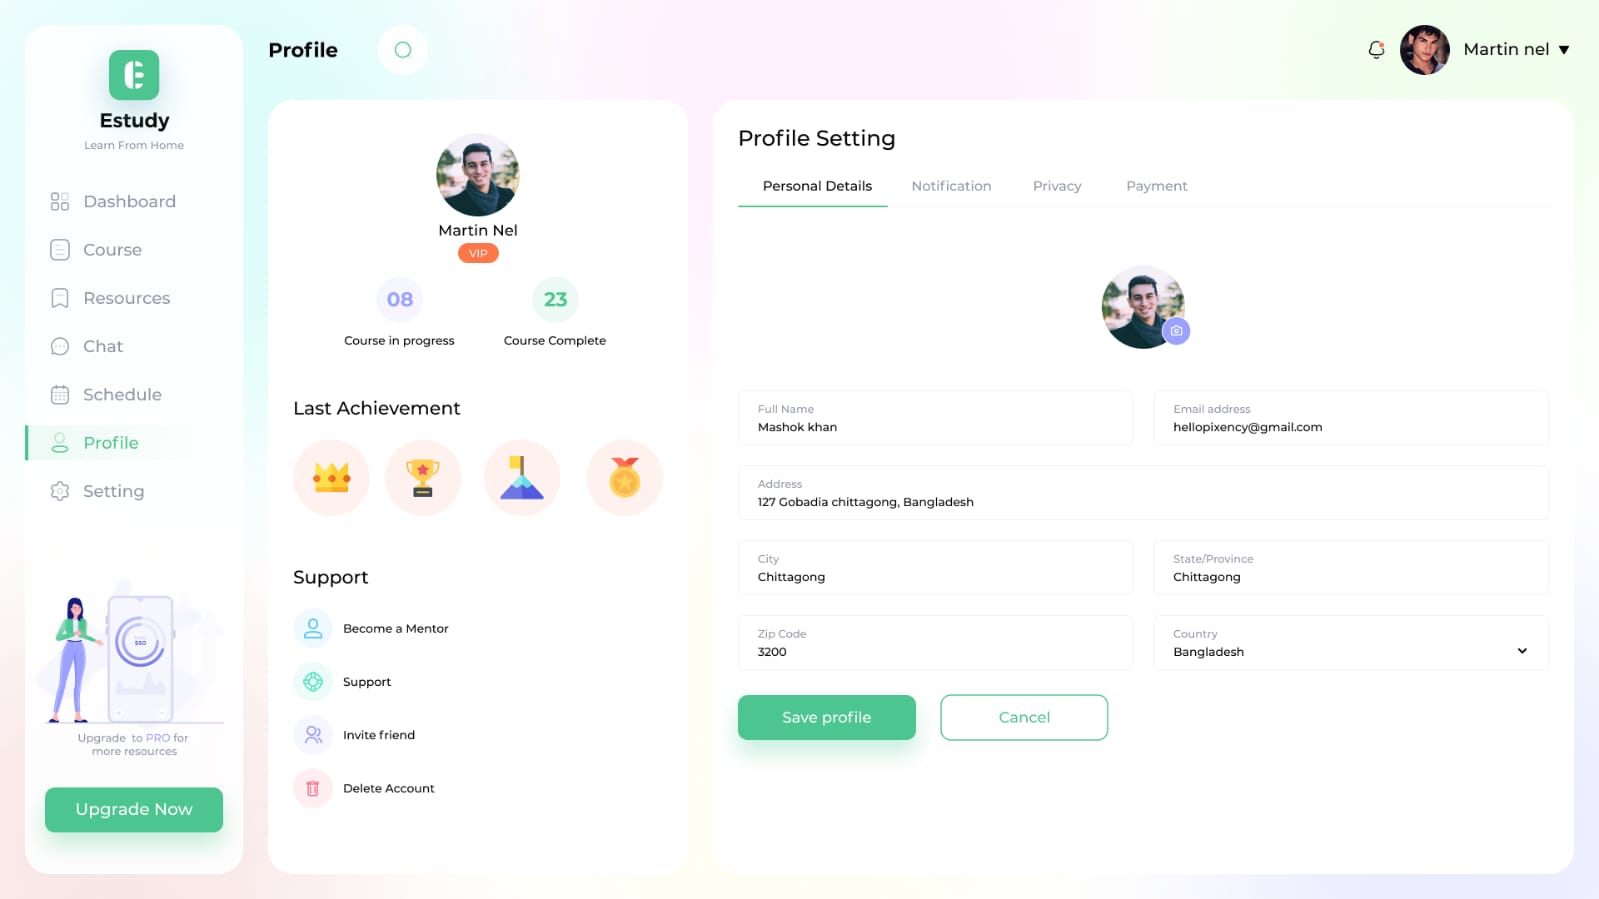 Estudy
Learn From Home
Dashboard
Course
Resources
Chat
Schedule
Profile
Setting
Upgrade to PRO for
more resources
Upgrade Now
Profile
Martin nel
Martin Nel
VIP
08
Course in progress
23
Course Complete
Last Achievement
Support
Become a Mentor
Support
Invite friend
Delete Account
Profile Setting
Personal Details
Notification
Privacy
Payment
Full Name
Mashok khan
Email address
hellopixency@gmail.com
Address
127 Gobadia chittagong, Bangladesh
City
Chittagong
State/Province
Chittagong
Zip Code
3200
Country
Bangladesh
Save profile
Cancel